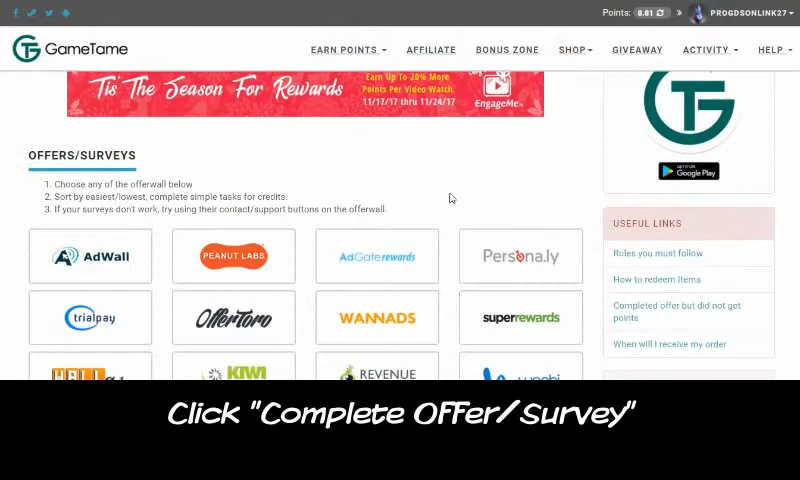 Points: 8.81 » PROGDSONLINK27
GameTame
EARN POINTS AFFILIATE BONUS ZONE SHOP GIVEAWAY ACTIVITY HELP
Tis' The Season For Rewards
Earn Up To 20% More
Points Per Video Watch
11/17/17 thru 11/24/17
EngageMe
GET IT ON
Google Play
OFFERS/SURVEYS
1. Choose any of the offerwall below
2. Sort by easiest/lowest, complete simple tasks for credits.
3. If your surveys don't work, try using their contact/support buttons on the offerwall
AdWall
PEANUT LABS
AdGate rewards
Persona.ly
trialpay
OfferToro
WANNADS
superrewards
KIWI
REVENUE
USEFUL LINKS
Rules you must follow
How to redeem Items
Completed offer but did not get
points
When will I receive my order
Click "Complete Offer/Survey"